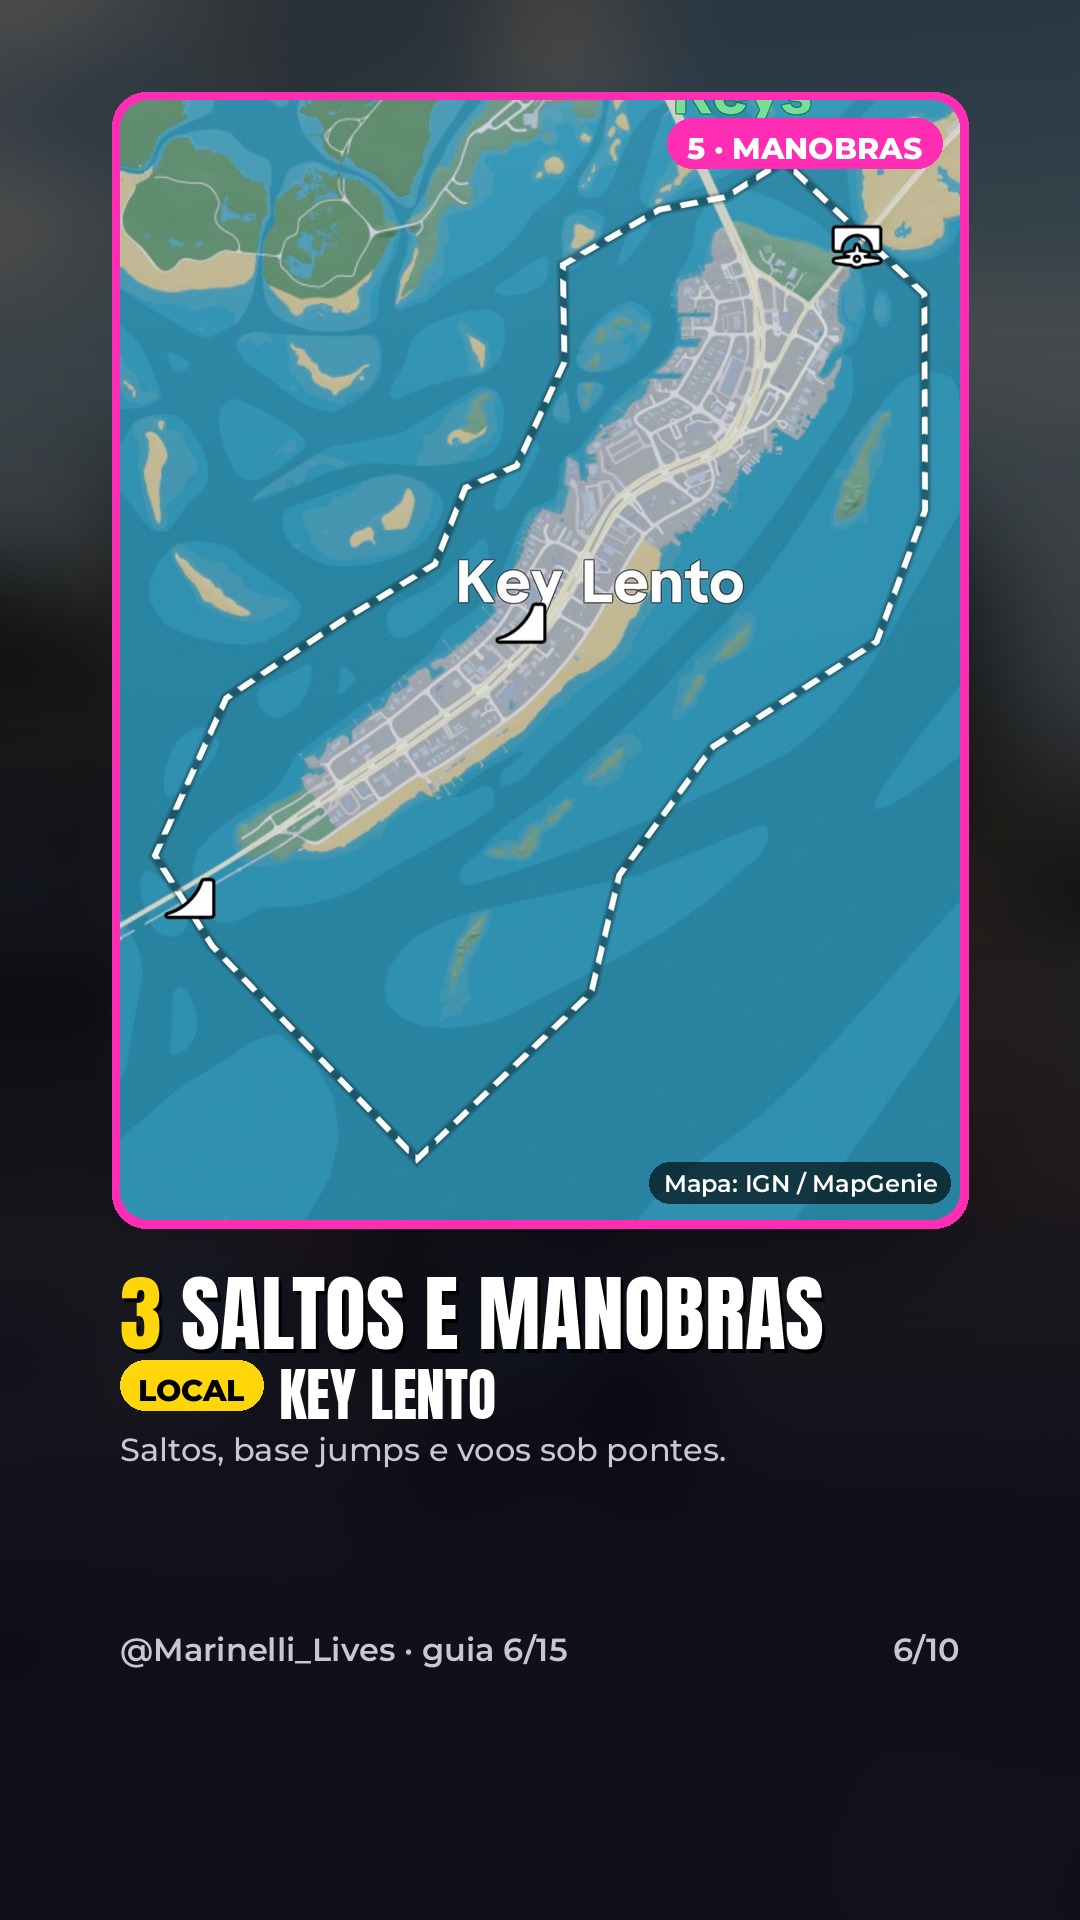 Keys
5 · MANOBRAS
Key Lento
Mapa: IGN / MapGenie
3 SALTOS E MANOBRAS
LOCAL KEY LENTO
Saltos, base jumps e voos sob pontes.
@Marinelli_Lives · guia 6/15
6/10